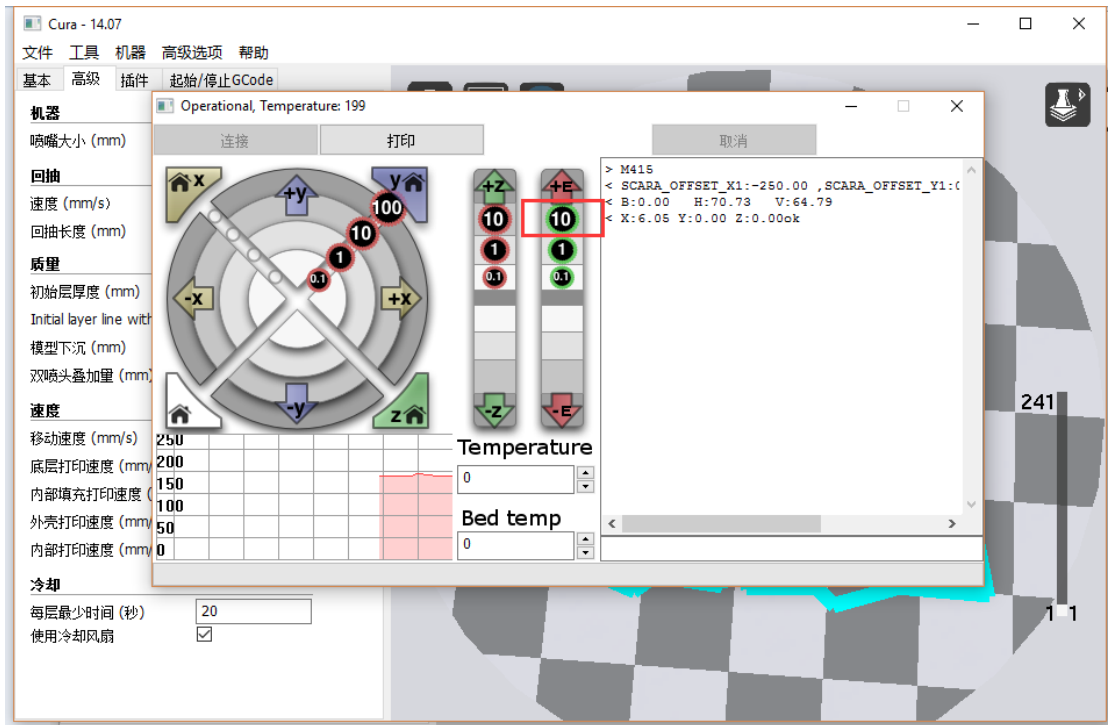 Cura - 14.07
文件 工具 机器 高级选项 帮助
基本 高级 插件 起始/停止GCode
机器
喷嘴大小 (mm)
回抽
速度 (mm/s)
回抽长度 (mm)
质量
初始层厚度 (mm)
Initial layer line with
模型下沉 (mm)
双喷头叠加量 (mm)
速度
移动速度 (mm/s)
底层打印速度 (mm/
内部填充打印速度 (
外壳打印速度 (mm/
内部打印速度 (mm/
冷却
每层最少时间 (秒) 20
使用冷却风扇
Operational, Temperature: 199
连接 打印 取消
x +y y
100
10
1
0.1
-x +x
-y z
+Z +E
10 10
1 1
0.1 0.1
-Z -E
250
200
150
100
50
0
Temperature
0
Bed temp
0
> M415
< SCARA_OFFSET_X1:-250.00 ,SCARA_OFFSET_Y1:(
< B:0.00 H:70.73 V:64.79
< X:6.05 Y:0.00 Z:0.00ok
241
1 1